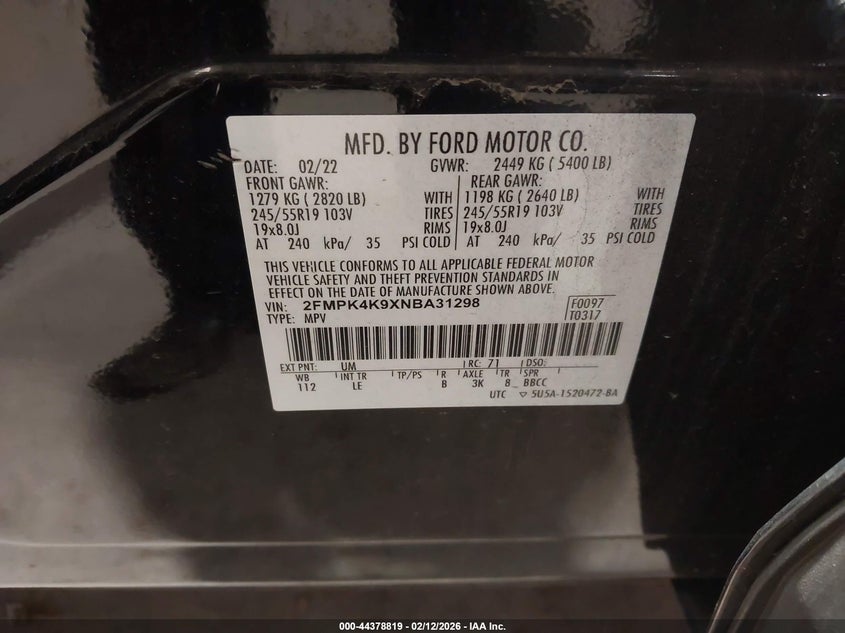 MFD. BY FORD MOTOR CO.
DATE: 02/22 GVWR: 2449 KG ( 5400 LB)
FRONT GAWR: REAR GAWR:
1279 KG ( 2820 LB) WITH 1198 KG ( 2640 LB) WITH
245/55R19 103V TIRES 245/55R19 103V TIRES
19x8.0J RIMS 19x8.0J RIMS
AT 240 kPa/ 35 PSI COLD AT 240 kPa/ 35 PSI COLD
THIS VEHICLE CONFORMS TO ALL APPLICABLE FEDERAL MOTOR
VEHICLE SAFETY AND THEFT PREVENTION STANDARDS IN
EFFECT ON THE DATE OF MANUFACTURE SHOWN ABOVE.
VIN: 2FMPK4K9XNBA31298 F0097
TYPE: MPV T0317
EXT PNT: UM RC: 71 DSO:
WB INT TR TP/PS R AXLE TR SPR
112 LE B 3K 8 BBCC
UTC ▽ 5U5A-1520472-BA
000-44378819 - 02/12/2026 - IAA Inc.